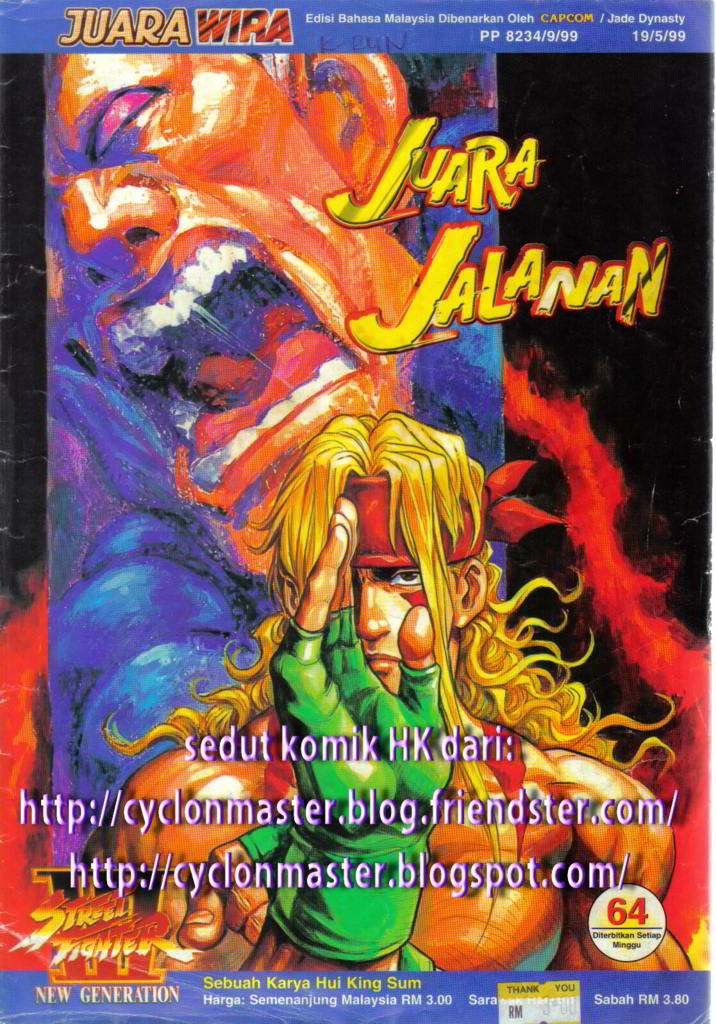 JUARA WIRA
Edisi Bahasa Malaysia Dibenarkan Oleh CAPCOM / Jade Dynasty
PP 8234/9/99 19/5/99
K-RUN
JUARA
JALANAN
sedut komik HK dari:
http://cyclonmaster.blog.friendster.com/
http://cyclonmaster.blogspot.com/
STREET
FIGHTER
III
NEW GENERATION
64
Diterbitkan Setiap
Minggu
Sebuah Karya Hui King Sum
Harga: Semenanjung Malaysia RM 3.00 Sabah RM 3.80
THANK YOU
RM